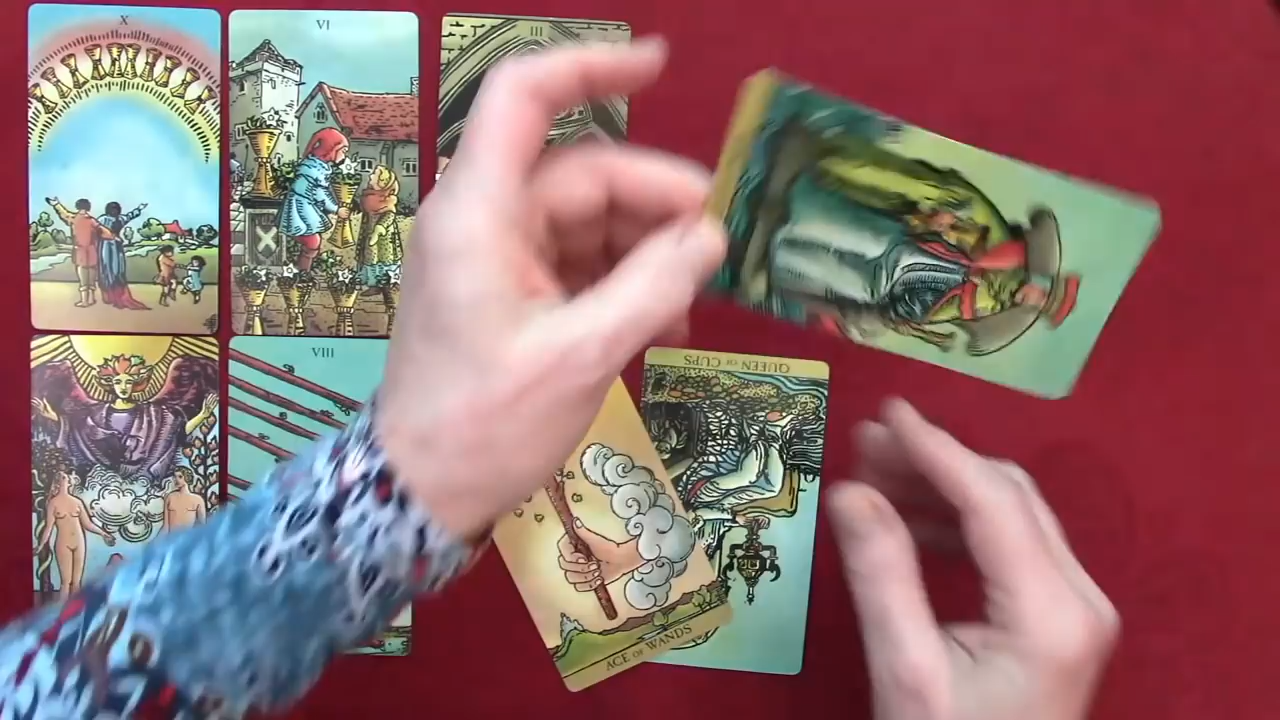 X
VI
III
VIII
QUEEN OF CUPS
ACE OF WANDS